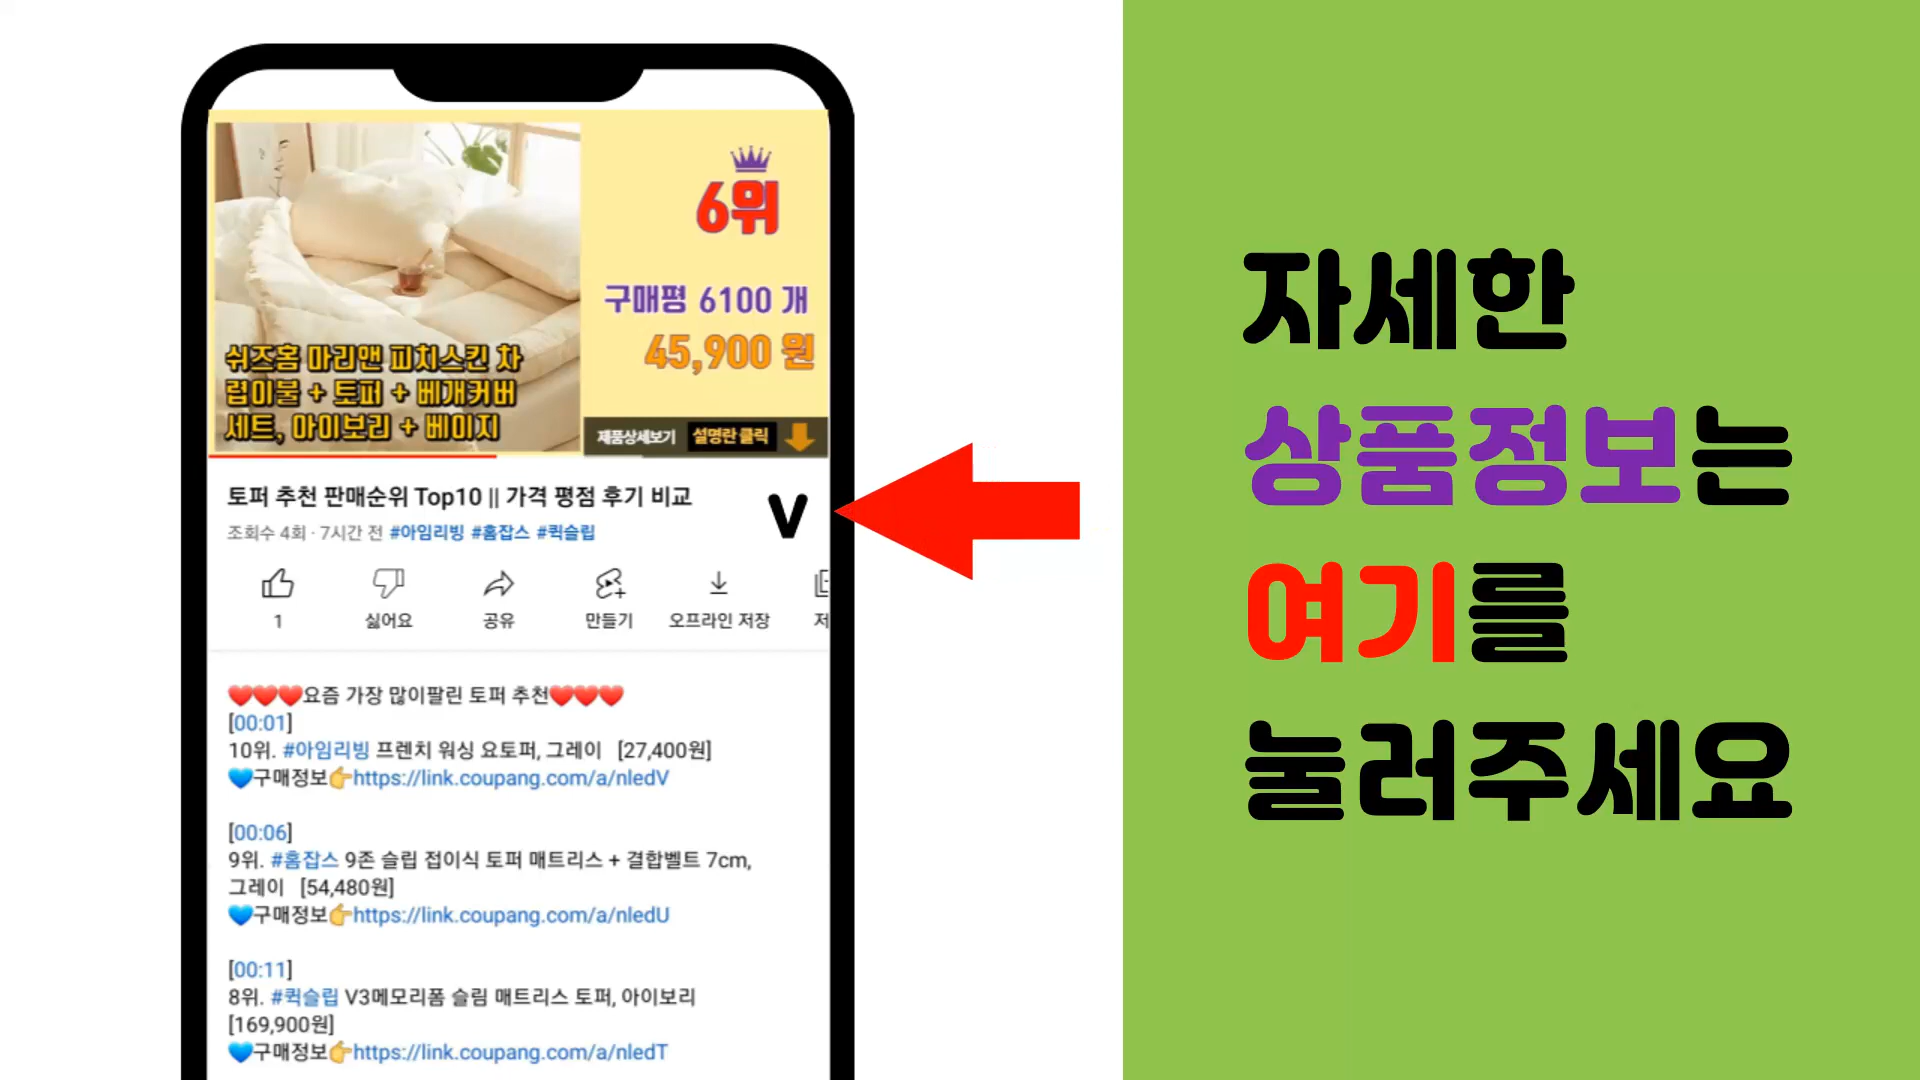 6위
구매평 6100 개
45,900 원
쉬즈홈 마리앤 피치스킨 차
렵이불 + 토퍼 + 베개커버
세트, 아이보리 + 베이지
제품상세보기 설명란 클릭
토퍼 추천 판매순위 Top10 || 가격 평점 후기 비교
V
조회수 4회 · 7시간 전 #아임리빙 #홈잡스 #퀵슬립
1 싫어요 공유 만들기 오프라인 저장 저
❤️❤️❤️요즘 가장 많이팔린 토퍼 추천❤️❤️❤️
[00:01]
10위. #아임리빙 프렌치 워싱 요토퍼, 그레이 [27,400원]
💙구매정보👉https://link.coupang.com/a/nledV
[00:06]
9위. #홈잡스 9존 슬립 접이식 토퍼 매트리스 + 결합벨트 7cm,
그레이 [54,480원]
💙구매정보👉https://link.coupang.com/a/nledU
[00:11]
8위. #퀵슬립 V3메모리폼 슬림 매트리스 토퍼, 아이보리
[169,900원]
💙구매정보👉https://link.coupang.com/a/nledT
자세한
상품정보는
여기를
눌러주세요